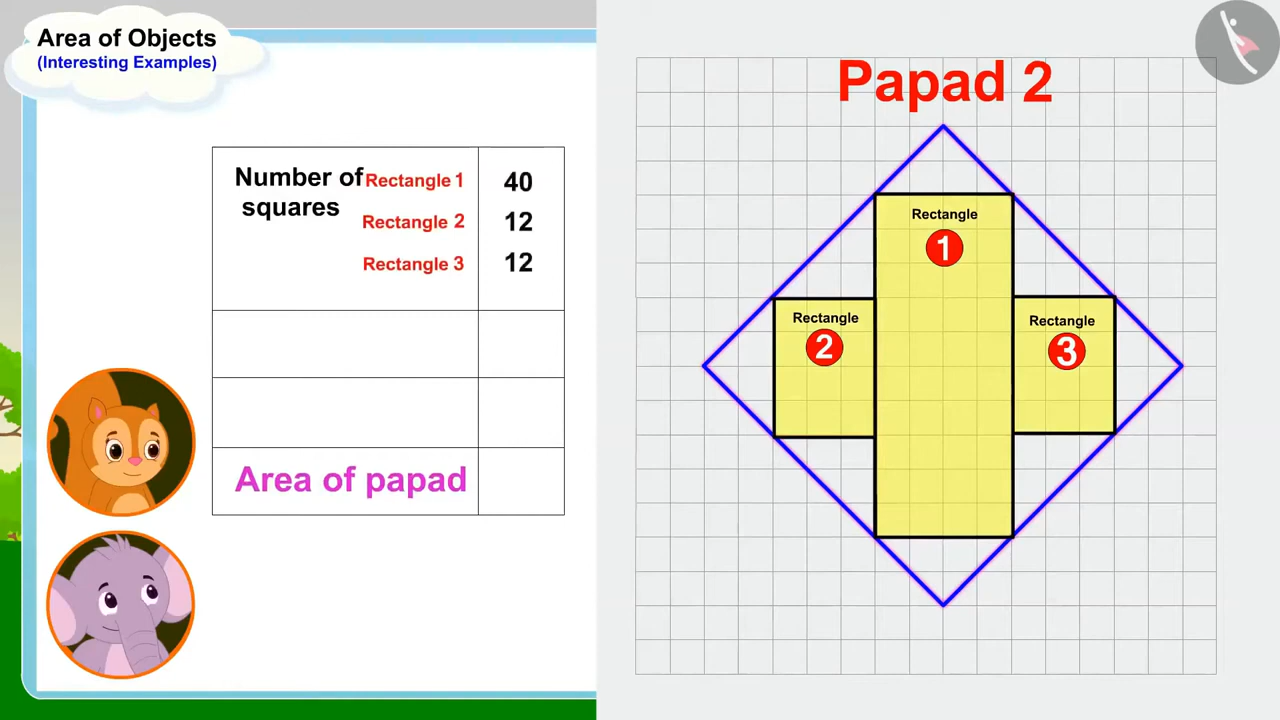 Area of Objects
(Interesting Examples)
Number of Rectangle 1 40
squares
Rectangle 2 12
Rectangle 3 12
Area of papad
Papad 2
Rectangle
1
Rectangle
2
Rectangle
3